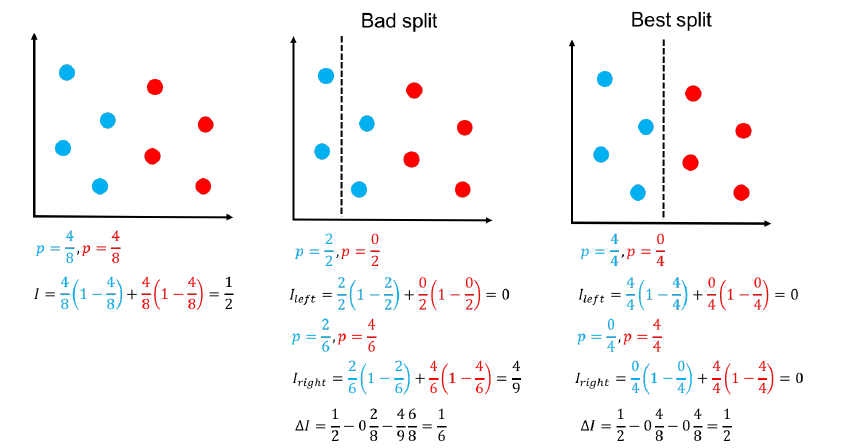 Bad split
Best split
p = 4/8, p = 4/8
I = 4/8(1 − 4/8) + 4/8(1 − 4/8) = 1/2
p = 2/2, p = 0/2
I_left = 2/2(1 − 2/2) + 0/2(1 − 0/2) = 0
p = 2/6, p = 4/6
I_right = 2/6(1 − 2/6) + 4/6(1 − 4/6) = 4/9
ΔI = 1/2 − 0 2/8 − 4/9 6/8 = 1/6
p = 4/4, p = 0/4
I_left = 4/4(1 − 4/4) + 0/4(1 − 0/4) = 0
p = 0/4, p = 4/4
I_right = 0/4(1 − 0/4) + 4/4(1 − 4/4) = 0
ΔI = 1/2 − 0 4/8 − 0 4/8 = 1/2